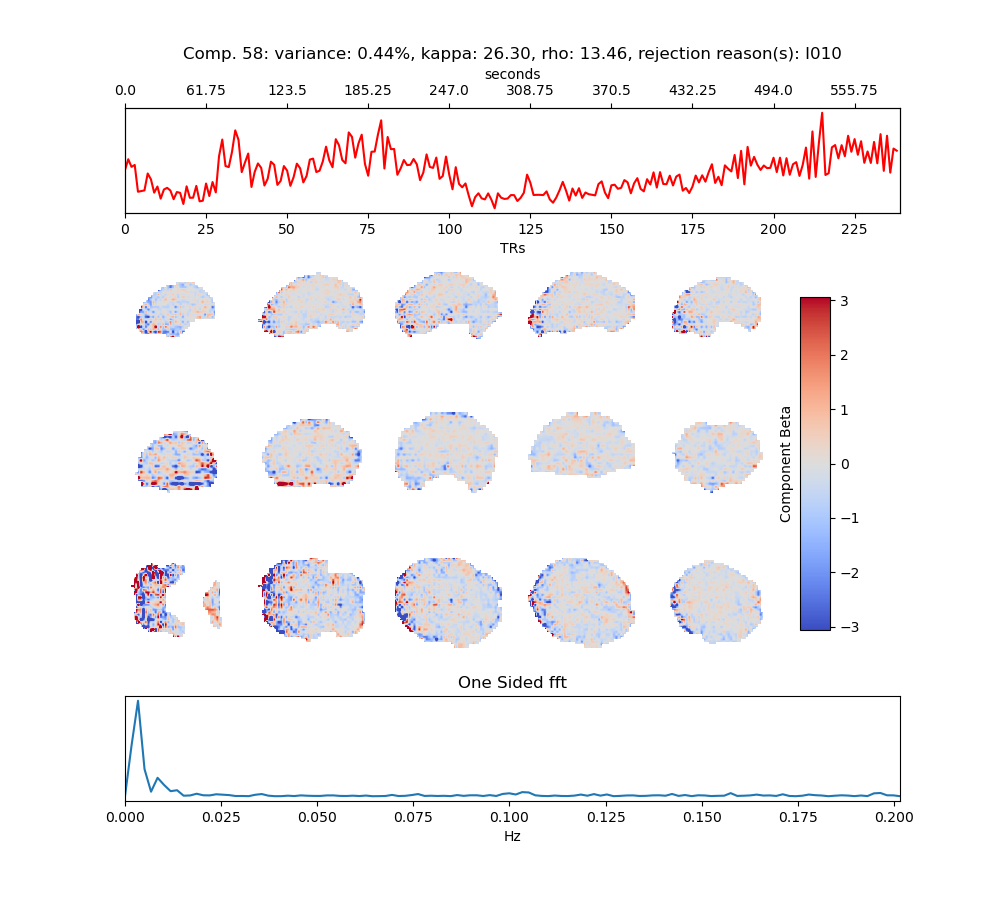 Comp. 58: variance: 0.44%, kappa: 26.30, rho: 13.46, rejection reason(s): I010
seconds
0.0 61.75 123.5 185.25 247.0 308.75 370.5 432.25 494.0 555.75
0 25 50 75 100 125 150 175 200 225
TRs
3
2
1
0
−1
−2
−3
Component Beta
One Sided fft
0.000 0.025 0.050 0.075 0.100 0.125 0.150 0.175 0.200
Hz